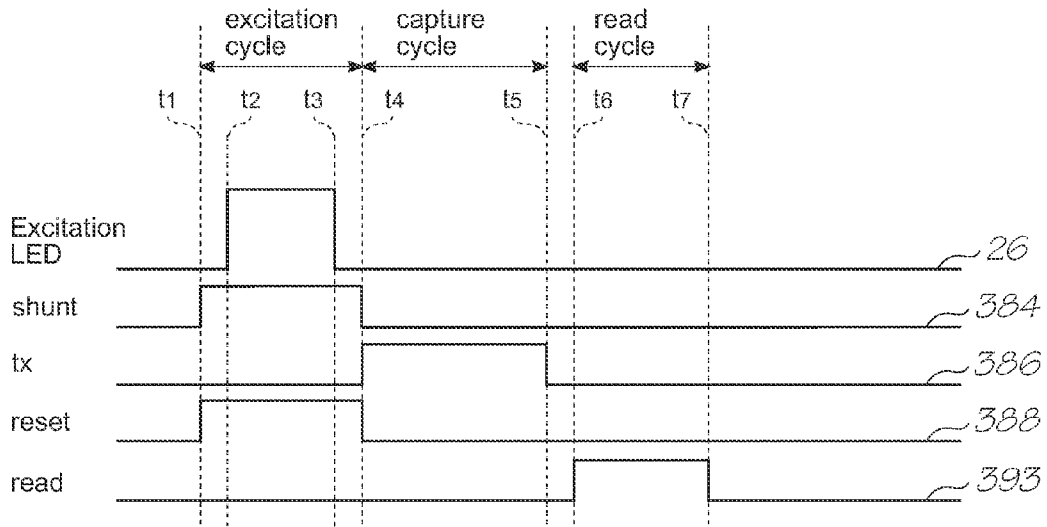 excitation cycle
capture cycle
read cycle
t1
t2
t3
t4
t5
t6
t7
Excitation LED
26
shunt
384
tx
386
reset
388
read
393